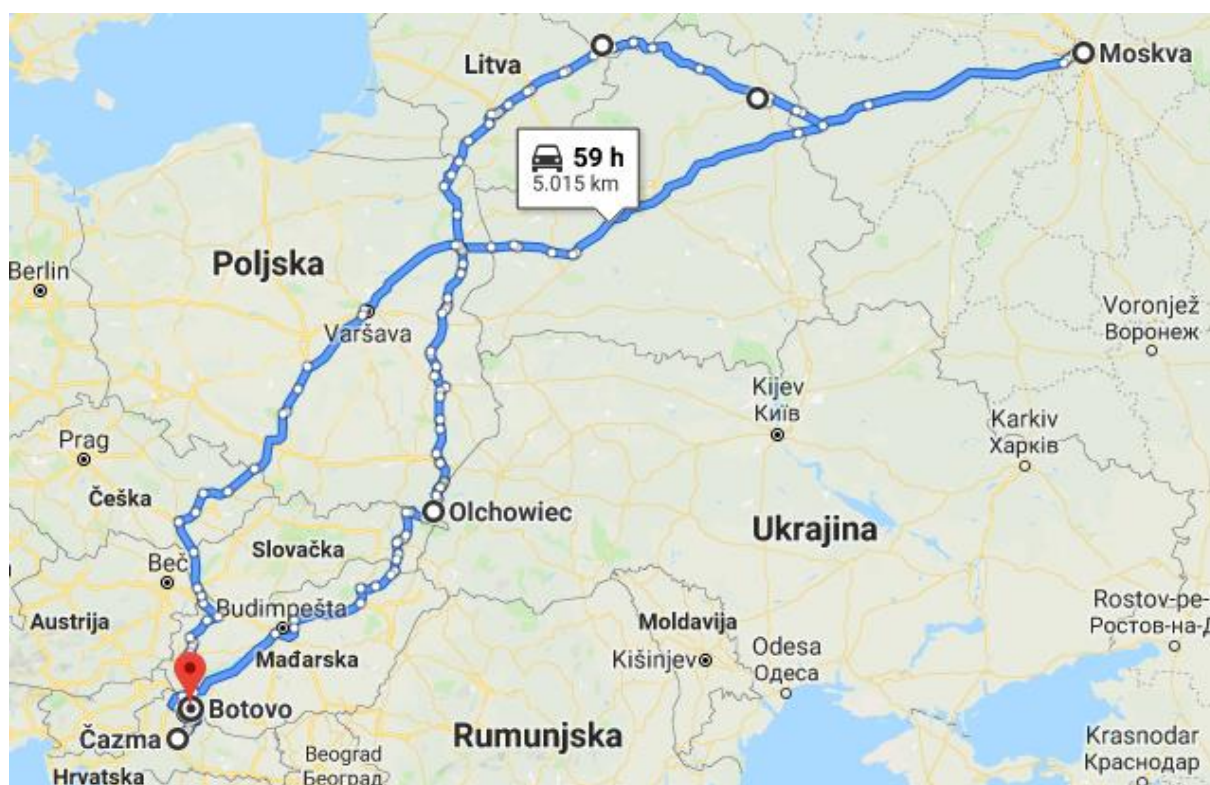 Litva
Moskva
59 h
5.015 km
Poljska
Berlin
Varšava
Voronjež
Воронеж
Kijev
Київ
Prag
Karkiv
Харків
Češka
Olchowiec
Ukrajina
Slovačka
Beč
Budimpešta
Austrija
Moldavija
Rostov-pe-
Ростов-на-Д
Mađarska
Kišinjev
Odesa
Одеса
Botovo
Čazma
Rumunjska
Beograd
Београд
Krasnodar
Краснодар
Hrvatska